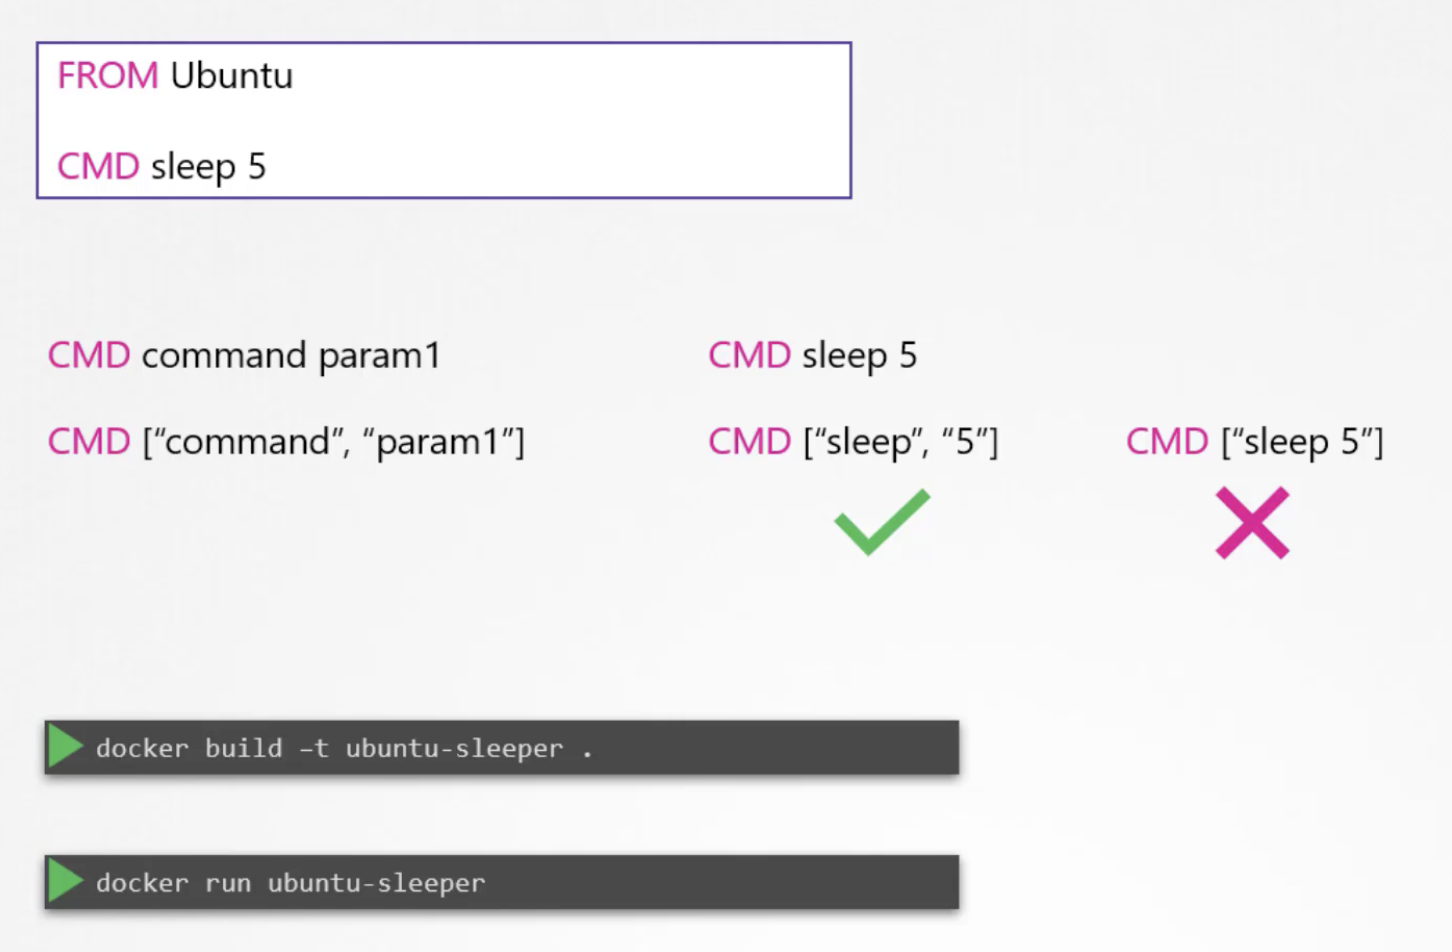 FROM Ubuntu
CMD sleep 5
CMD command param1
CMD sleep 5
CMD [“command”, “param1”]
CMD [“sleep”, “5”]
CMD [“sleep 5”]
docker build –t ubuntu-sleeper .
docker run ubuntu-sleeper